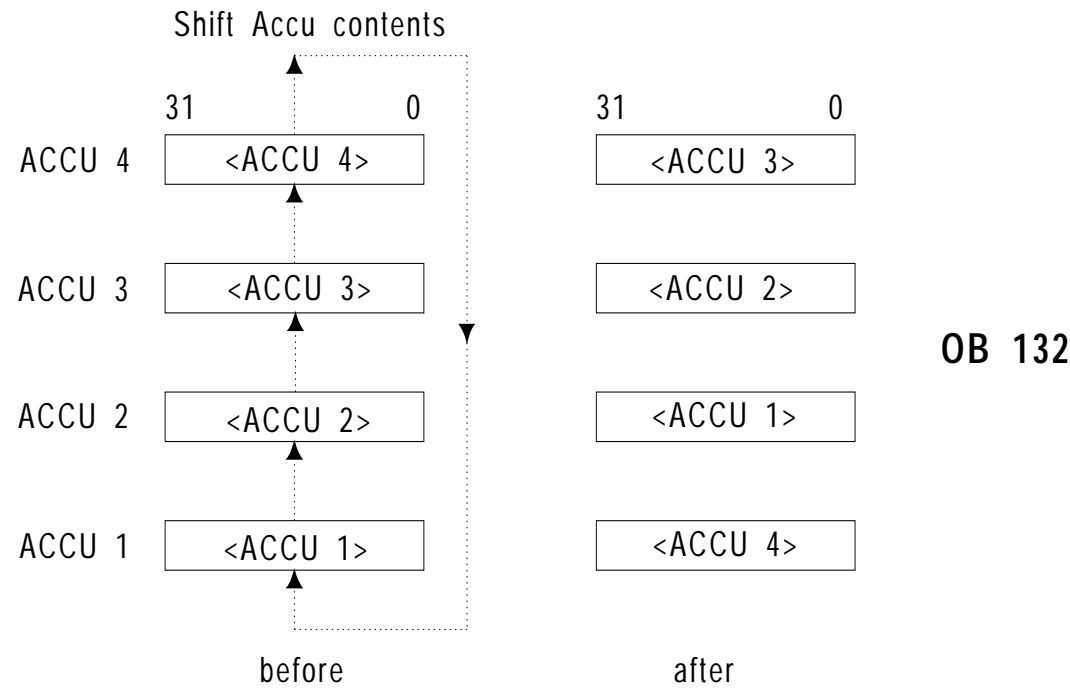 Shift Accu contents
31 0 31 0
ACCU 4 <ACCU 4> <ACCU 3>
ACCU 3 <ACCU 3> <ACCU 2>
OB 132
ACCU 2 <ACCU 2> <ACCU 1>
ACCU 1 <ACCU 1> <ACCU 4>
before after